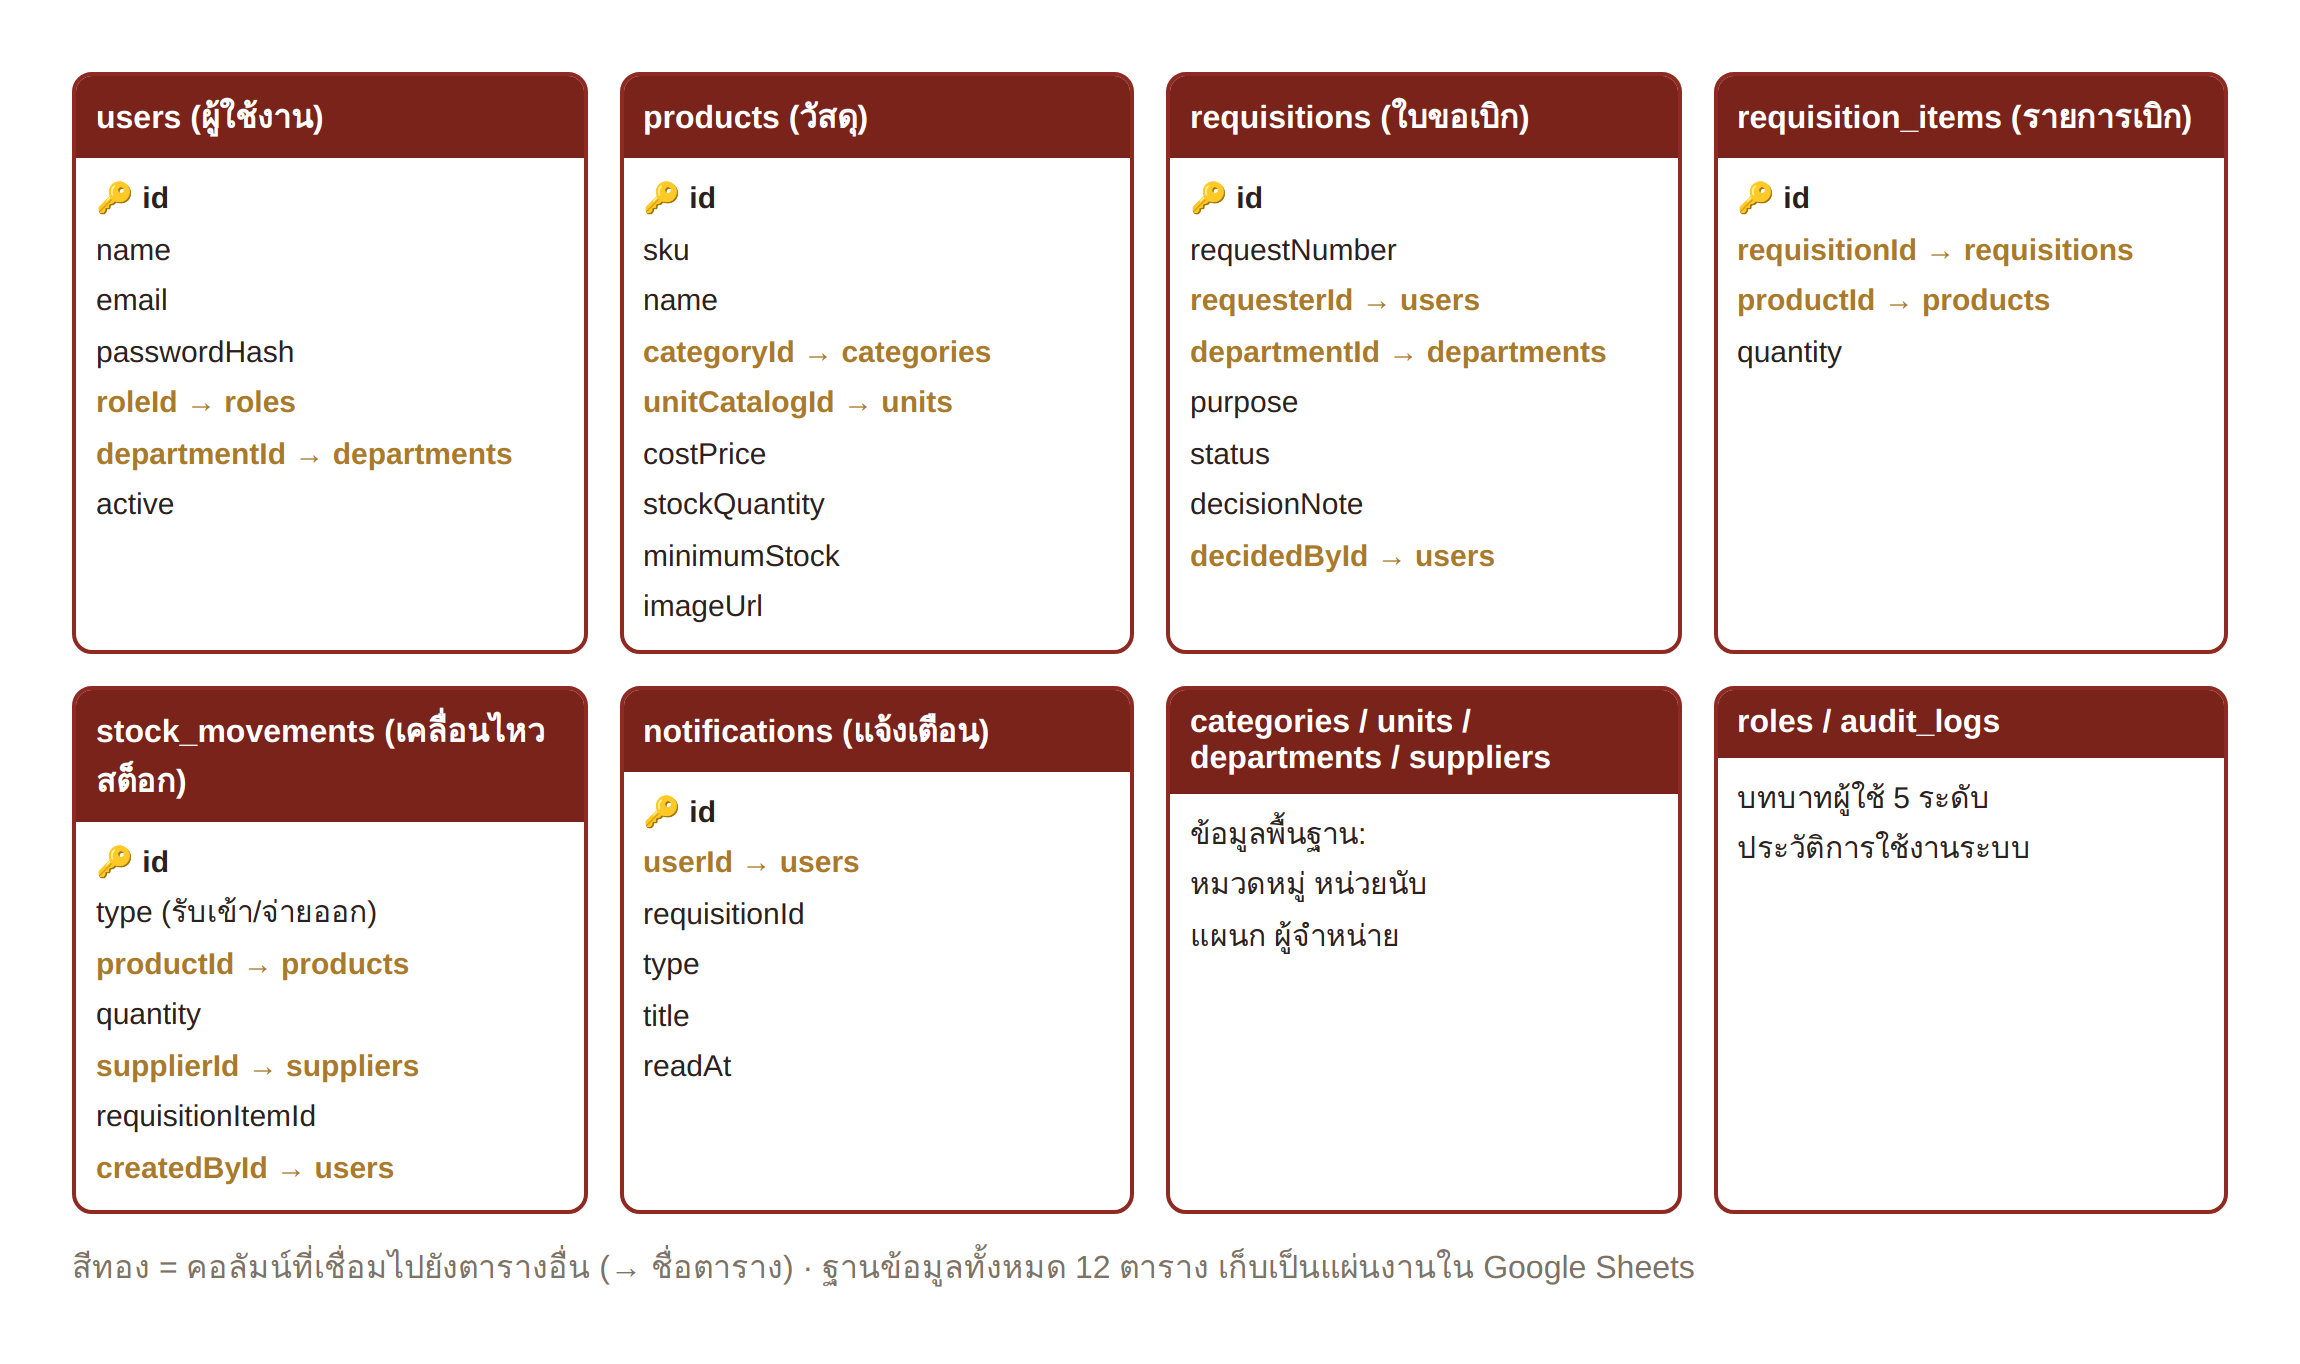 users (ผู้ใช้งาน)
🔑 id
name
email
passwordHash
roleId → roles
departmentId → departments
active
products (วัสดุ)
🔑 id
sku
name
categoryId → categories
unitCatalogId → units
costPrice
stockQuantity
minimumStock
imageUrl
requisitions (ใบขอเบิก)
🔑 id
requestNumber
requesterId → users
departmentId → departments
purpose
status
decisionNote
decidedById → users
requisition_items (รายการเบิก)
🔑 id
requisitionId → requisitions
productId → products
quantity
stock_movements (เคลื่อนไหว
สต็อก)
🔑 id
type (รับเข้า/จ่ายออก)
productId → products
quantity
supplierId → suppliers
requisitionItemId
createdById → users
notifications (แจ้งเตือน)
🔑 id
userId → users
requisitionId
type
title
readAt
categories / units /
departments / suppliers
ข้อมูลพื้นฐาน:
หมวดหมู่ หน่วยนับ
แผนก ผู้จำหน่าย
roles / audit_logs
บทบาทผู้ใช้ 5 ระดับ
ประวัติการใช้งานระบบ
สีทอง = คอลัมน์ที่เชื่อมไปยังตารางอื่น (→ ชื่อตาราง) · ฐานข้อมูลทั้งหมด 12 ตาราง เก็บเป็นแผ่นงานใน Google Sheets